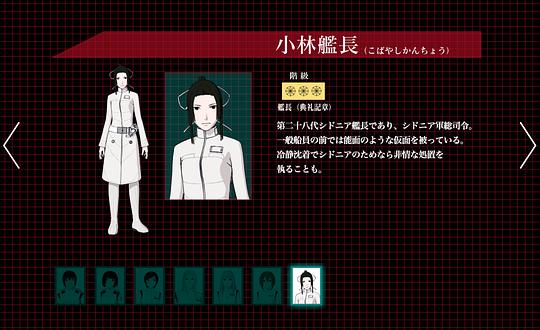 小林艦長（こばやしかんちょう）
階級
艦長（典礼記章）
第二十八代シドニア艦長であり、シドニア軍総司令。
一般船員の前では能面のような仮面を被っている。
冷静沈着でシドニアのためなら非情な処置を
執ることも。